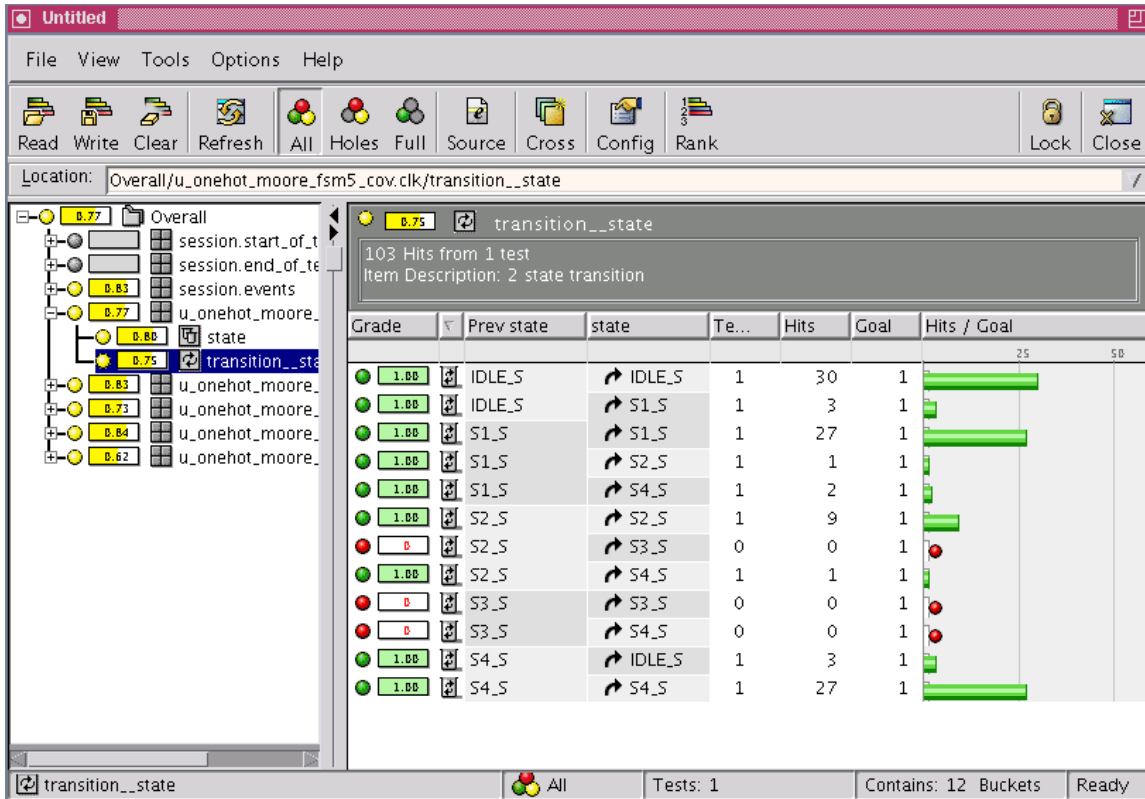 Untitled
File View Tools Options Help
Read Write Clear Refresh All Holes Full Source Cross Config Rank Lock Close
Location: Overall/u_onehot_moore_fsm5_cov.clk/transition__state
0.77 Overall
session.start_of_t
session.end_of_te
0.83 session.events
0.77 u_onehot_moore_
0.80 state
0.75 transition__sta
0.83 u_onehot_moore_
0.73 u_onehot_moore_
0.84 u_onehot_moore_
0.62 u_onehot_moore_
0.75 transition__state
103 Hits from 1 test
Item Description: 2 state transition
Grade Prev state state Te... Hits Goal Hits / Goal
25 50
1.00 IDLE_S IDLE_S 1 30 1
1.00 IDLE_S S1_S 1 3 1
1.00 S1_S S1_S 1 27 1
1.00 S1_S S2_S 1 1 1
1.00 S1_S S4_S 1 2 1
1.00 S2_S S2_S 1 9 1
0 S2_S S3_S 0 0 1
1.00 S2_S S4_S 1 1 1
0 S3_S S3_S 0 0 1
0 S3_S S4_S 0 0 1
1.00 S4_S IDLE_S 1 3 1
1.00 S4_S S4_S 1 27 1
transition__state All Tests: 1 Contains: 12 Buckets Ready